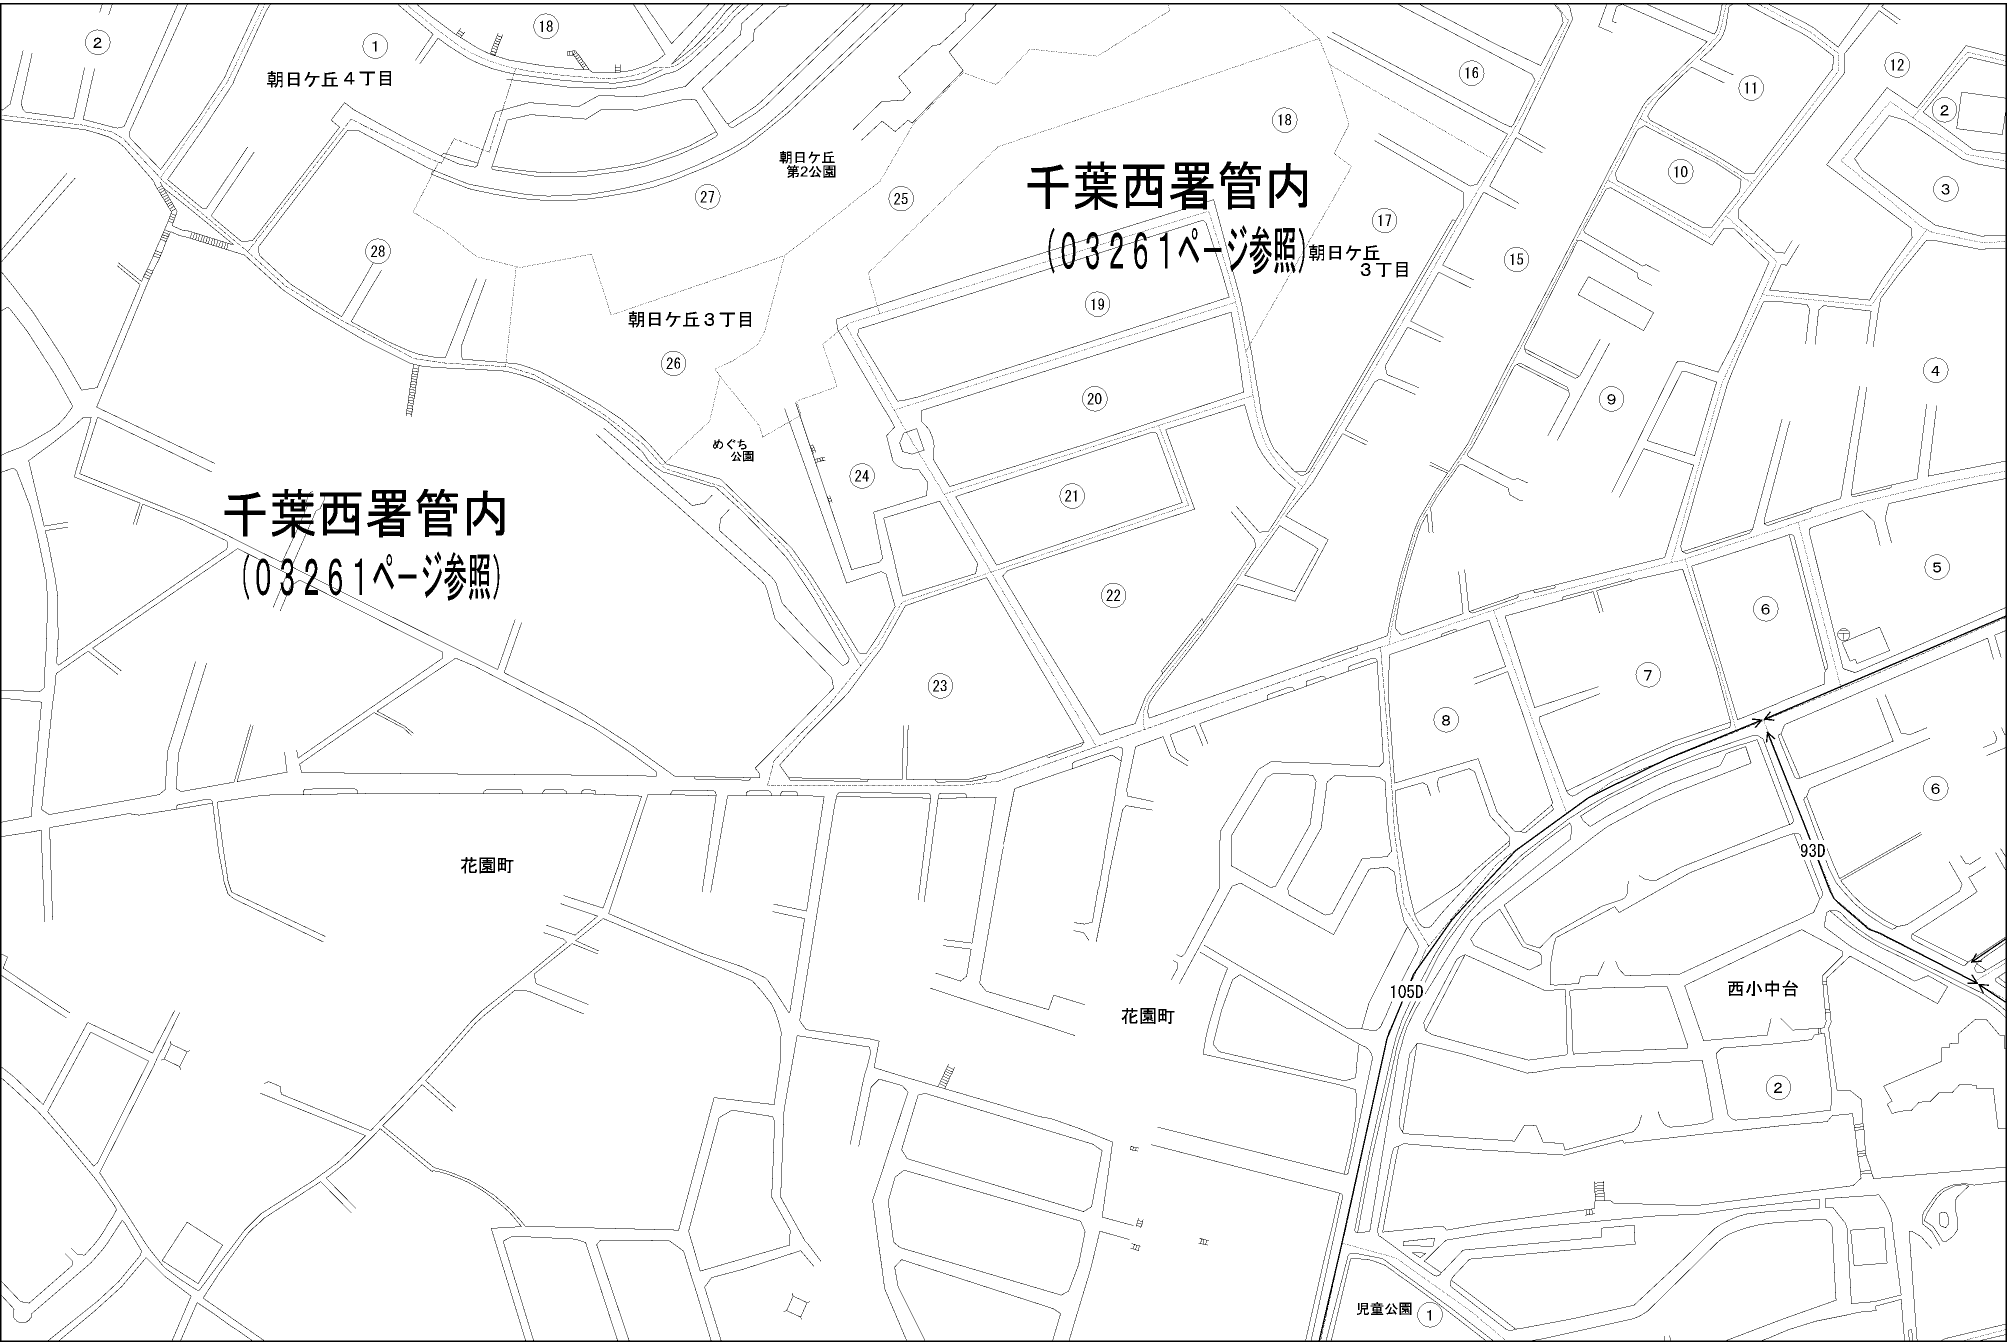 18
2
1
朝日ケ丘４丁目
12
16
11
2
18
朝日ケ丘
第2公園
10
3
27
25
千葉西署管内
(０３２６１ページ参照)
17
朝日ケ丘
３丁目
15
28
19
朝日ケ丘３丁目
26
4
20
9
めぐち
公園
24
21
千葉西署管内
(０３２６１ページ参照)
5
22
6
〒
23
7
8
6
93D
花園町
105D
西小中台
花園町
2
児童公園
1